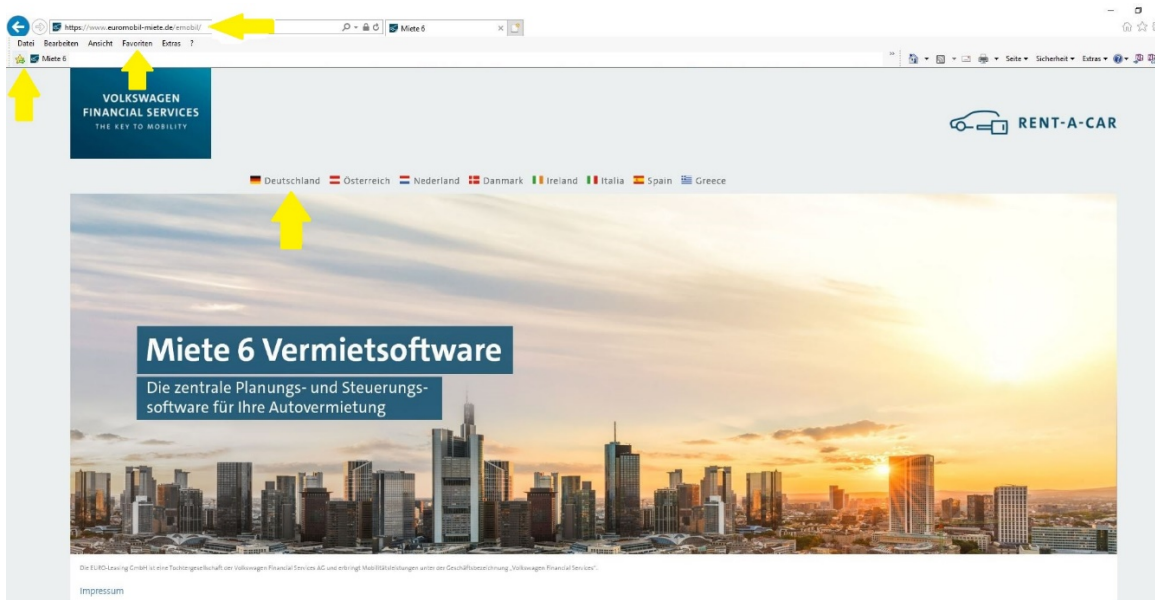 https://www.euromobil-miete.de/emobil/
Miete 6
Datei Bearbeiten Ansicht Favoriten Extras ?
Miete 6
Seite Sicherheit Extras
VOLKSWAGEN
FINANCIAL SERVICES
THE KEY TO MOBILITY
RENT-A-CAR
Deutschland Österreich Nederland Danmark Ireland Italia Spain Greece
Miete 6 Vermietsoftware
Die zentrale Planungs- und Steuerungs-
software für Ihre Autovermietung
Die EURO-Leasing GmbH ist eine Tochtergesellschaft der Volkswagen Financial Services AG und erbringt Mobilitätsleistungen unter der Geschäftsbezeichnung „Volkswagen Financial Services“.
Impressum